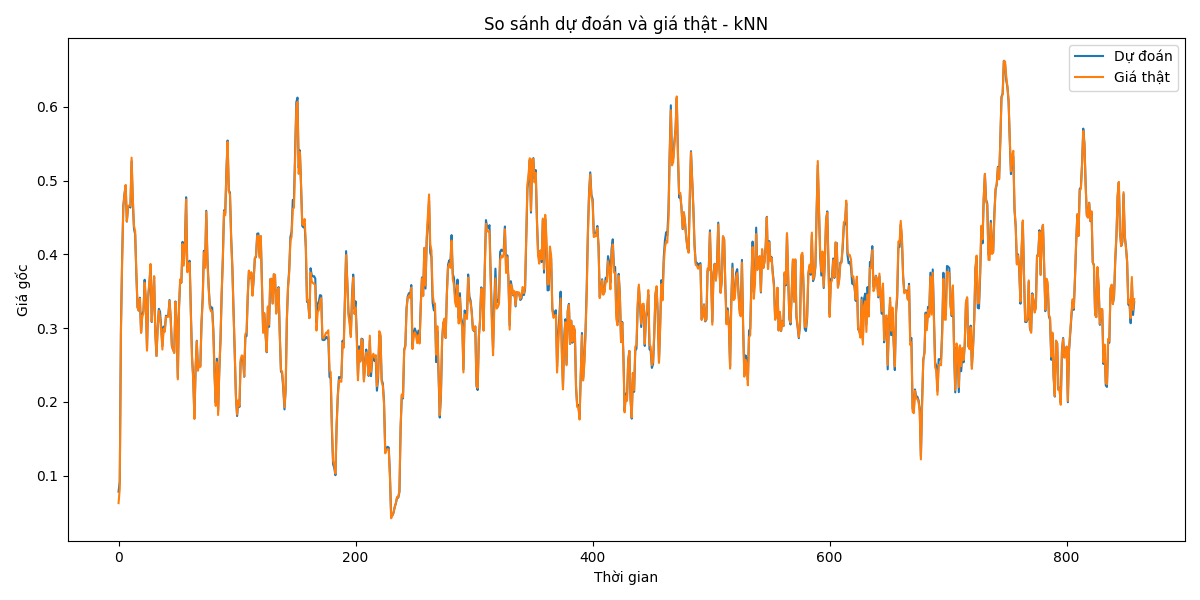 So sánh dự đoán và giá thật - kNN
Dự đoán
Giá thật
Giá gốc
0.6
0.5
0.4
0.3
0.2
0.1
0
200
400
600
800
Thời gian